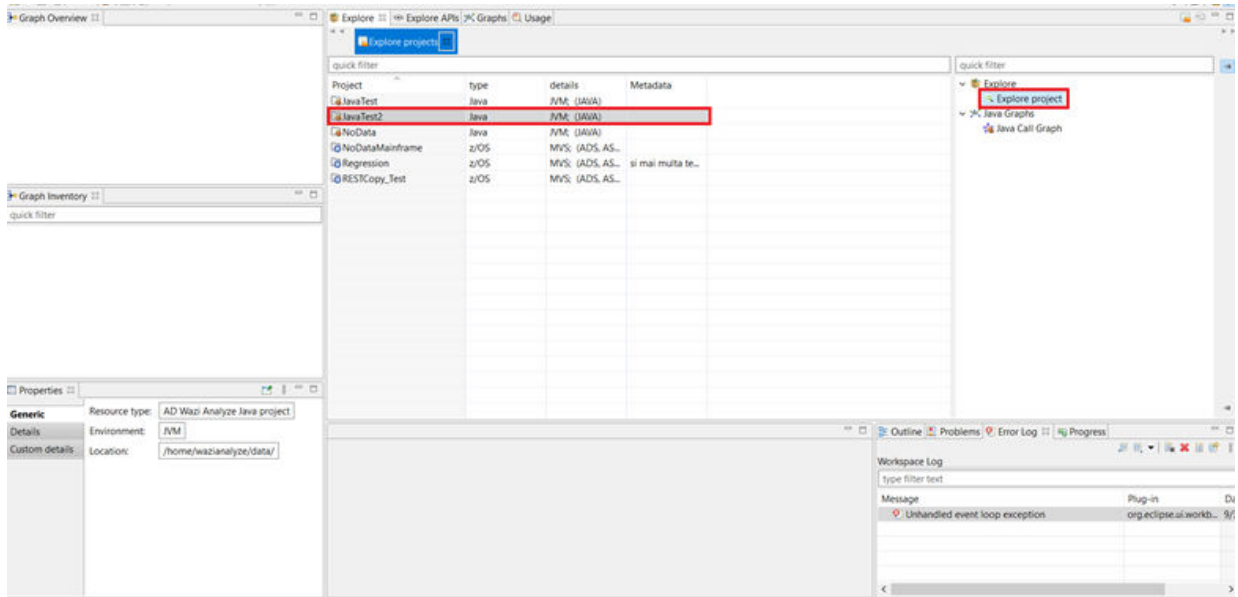 Graph Overview
Explore Explore APIs Graphs Usage
Explore projects
quick filter
Project type details Metadata
JavaTest Java JVM; (JAVA)
JavaTest2 Java JVM; (JAVA)
NoData Java JVM; (JAVA)
NoDataMainframe z/OS MVS; (ADS, AS...
Regression z/OS MVS; (ADS, AS... si mai multa te...
RESTCopy_Test z/OS MVS; (ADS, AS...
quick filter
Explore
Explore project
Java Graphs
Java Call Graph
Graph Inventory
quick filter
Properties
Generic
Details
Custom details
Resource type: AD Wazi Analyze Java project
Environment: JVM
Location: /home/wazianalyze/data/
Outline Problems Error Log Progress
Workspace Log
type filter text
Message Plug-in Da
Unhandled event loop exception org.eclipse.ui.workb... 9/